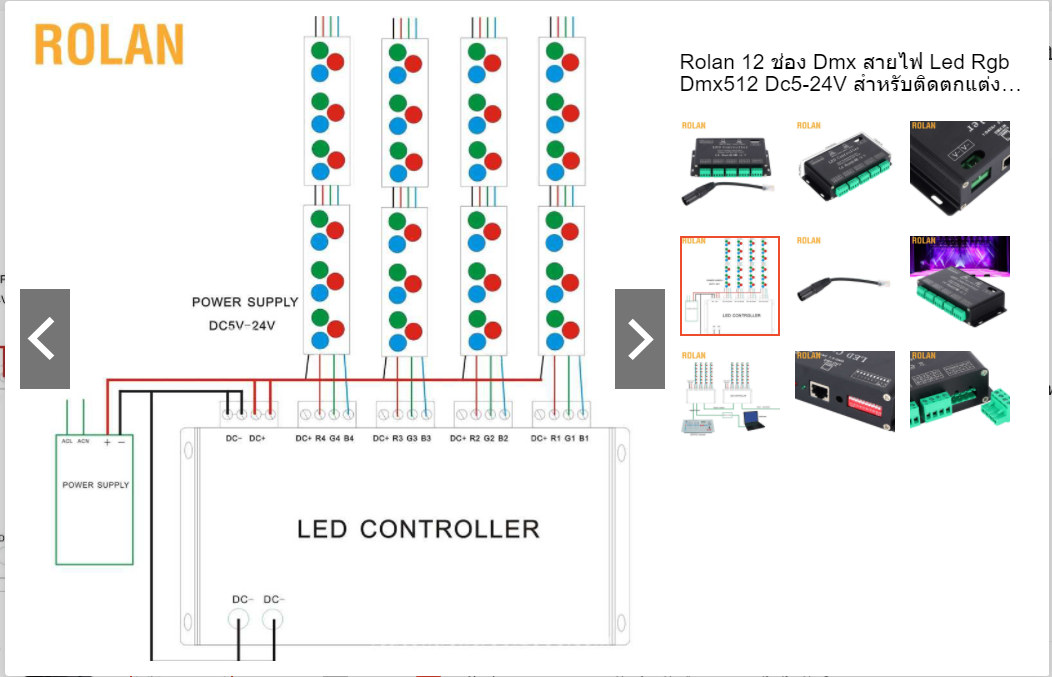 ROLAN
Rolan 12 ช่อง Dmx สายไฟ Led Rgb
Dmx512 Dc5-24V สำหรับติดตกแต่ง...
ROLAN
ROLAN
ROLAN
ROLAN
ROLAN
ROLAN
ROLAN
ROLAN
ROLAN
POWER SUPPLY
DC5V-24V
ACL ACN + −
POWER SUPPLY
DC- DC+ DC+ R4 G4 B4 DC+ R3 G3 B3 DC+ R2 G2 B2 DC+ R1 G1 B1
LED CONTROLLER
DC- DC-
LED CONTROLLER